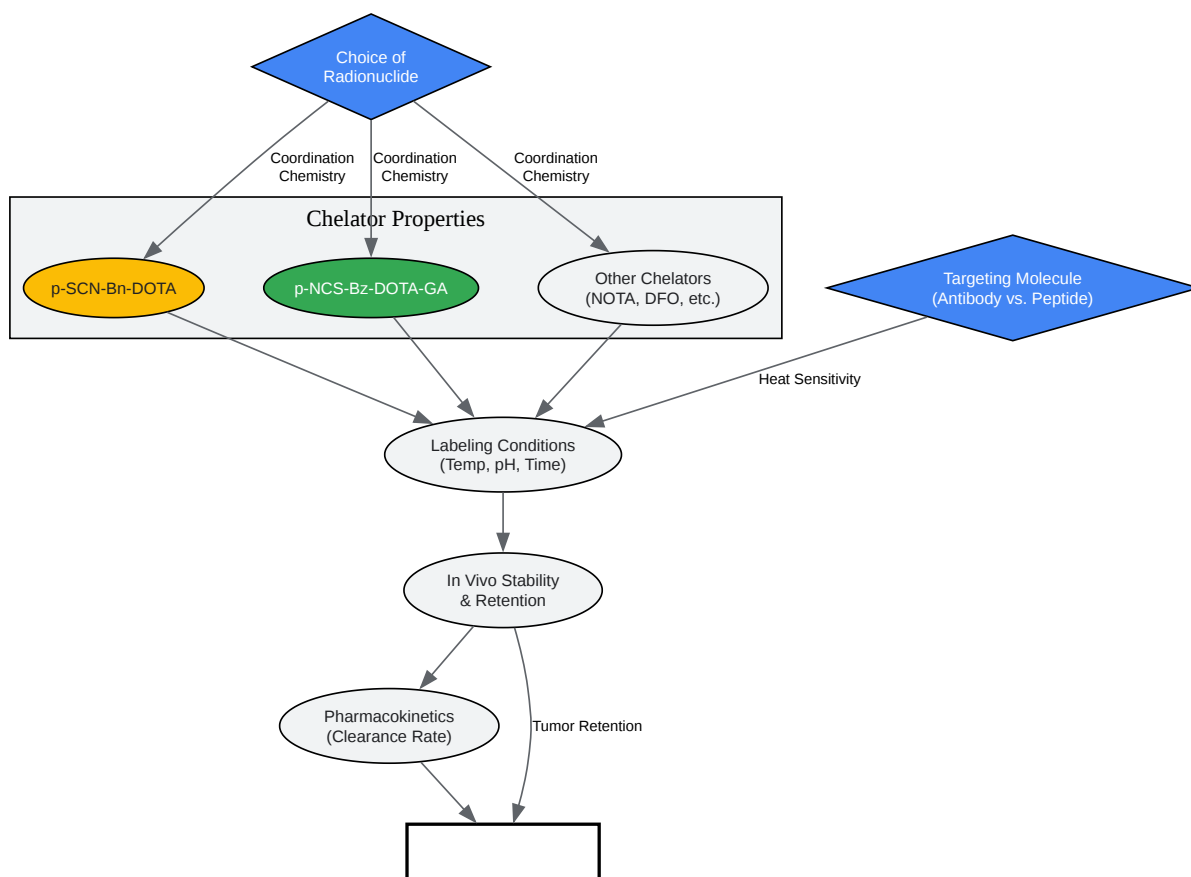 Choice of
Radionuclide
Coordination
Chemistry
Coordination
Chemistry
Coordination
Chemistry
Chelator Properties
p-SCN-Bn-DOTA
p-NCS-Bz-DOTA-GA
Other Chelators
(NOTA, DFO, etc.)
Targeting Molecule
(Antibody vs. Peptide)
Heat Sensitivity
Labeling Conditions
(Temp, pH, Time)
In Vivo Stability
& Retention
Pharmacokinetics
(Clearance Rate)
Tumor Retention